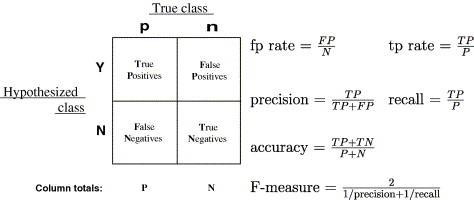 True class
p n
fp rate = FP/N tp rate = TP/P
Y
True Positives
False Positives
Hypothesized class
precision = TP/TP+FP recall = TP/P
N
False Negatives
True Negatives
accuracy = TP+TN/P+N
Column totals: P N
F-measure = 2/1/precision+1/recall